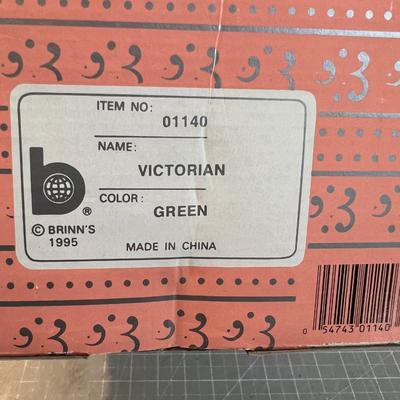 ITEM NO: 01140
NAME: VICTORIAN
COLOR: GREEN
b ®
© BRINN'S
1995
MADE IN CHINA
0 54743 01140